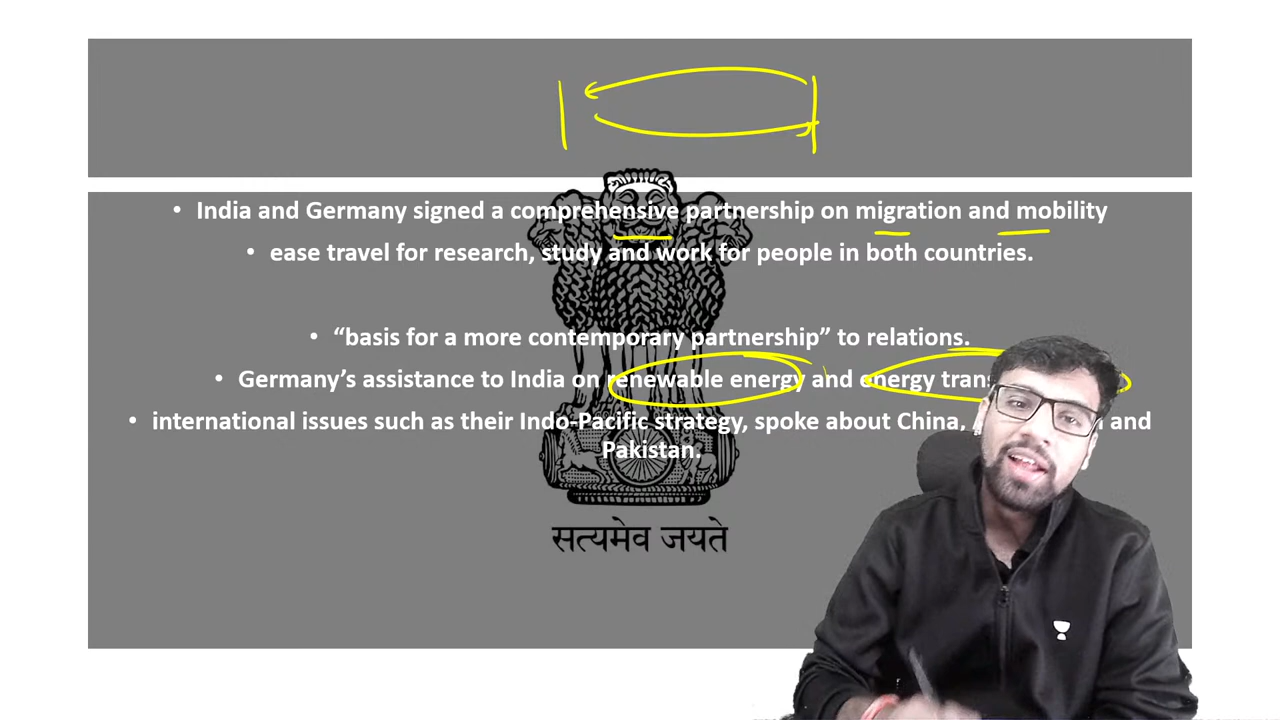 • India and Germany signed a comprehensive partnership on migration and mobility
• ease travel for research, study and work for people in both countries.
• “basis for a more contemporary partnership” to relations.
• Germany’s assistance to India on renewable energy and energy
• international issues such as their Indo-Pacific strategy, spoke about China, and
Pakistan.
सत्यमेव जयते